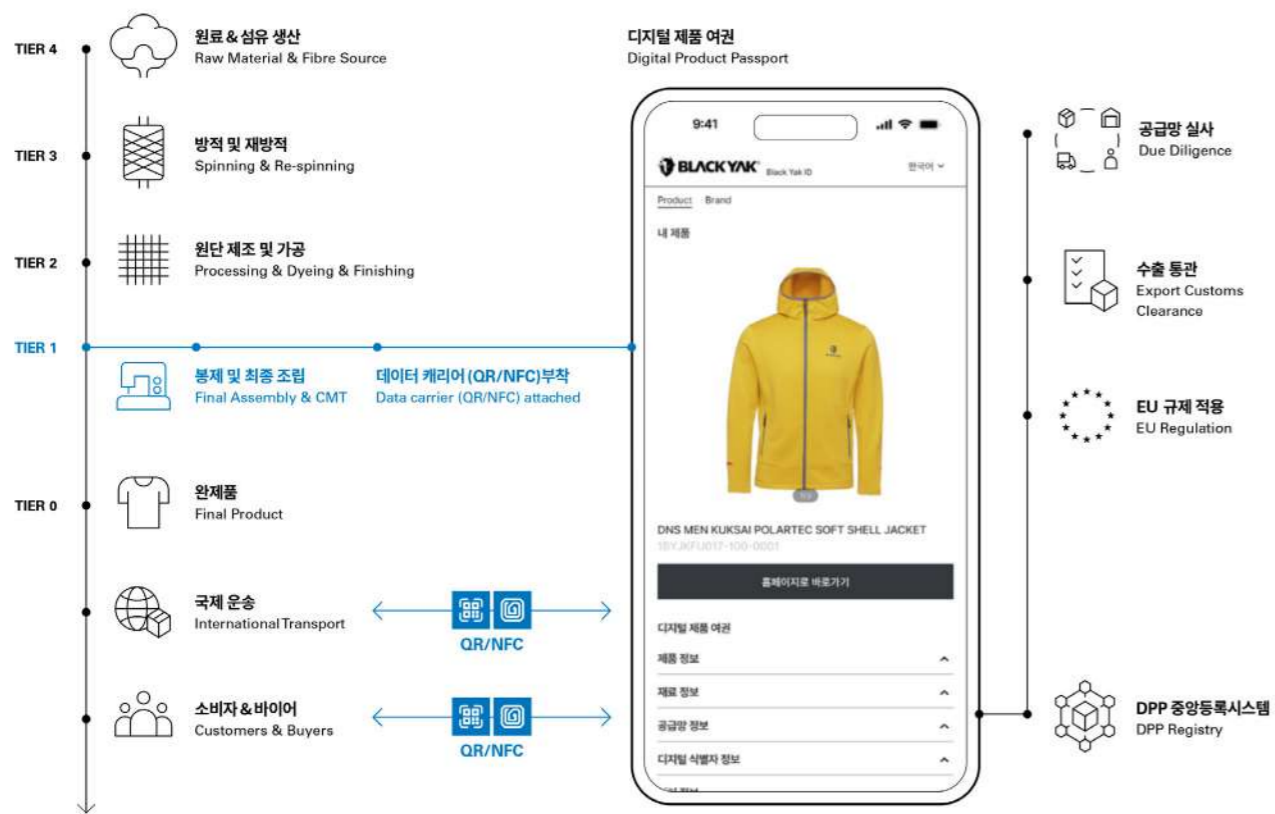 TIER 4
원료 & 섬유 생산
Raw Material & Fibre Source
TIER 3
방적 및 재방적
Spinning & Re-spinning
TIER 2
원단 제조 및 가공
Processing & Dyeing & Finishing
TIER 1
봉제 및 최종 조립
Final Assembly & CMT
데이터 캐리어 (QR/NFC)부착
Data carrier (QR/NFC) attached
TIER 0
완제품
Final Product
국제 운송
International Transport
QR/NFC
소비자 & 바이어
Customers & Buyers
QR/NFC
디지털 제품 여권
Digital Product Passport
9:41
BLACK YAK
Black Yak ID
한국어
Product Brand
내 제품
DNS MEN KUKSAI POLARTEC SOFT SHELL JACKET
1BYJKFU017-100-0001
홈페이지로 바로가기
디지털 제품 여권
제품 정보
재료 정보
공급망 정보
디지털 식별자 정보
공급망 실사
Due Diligence
수출 통관
Export Customs
Clearance
EU 규제 적용
EU Regulation
DPP 중앙등록시스템
DPP Registry